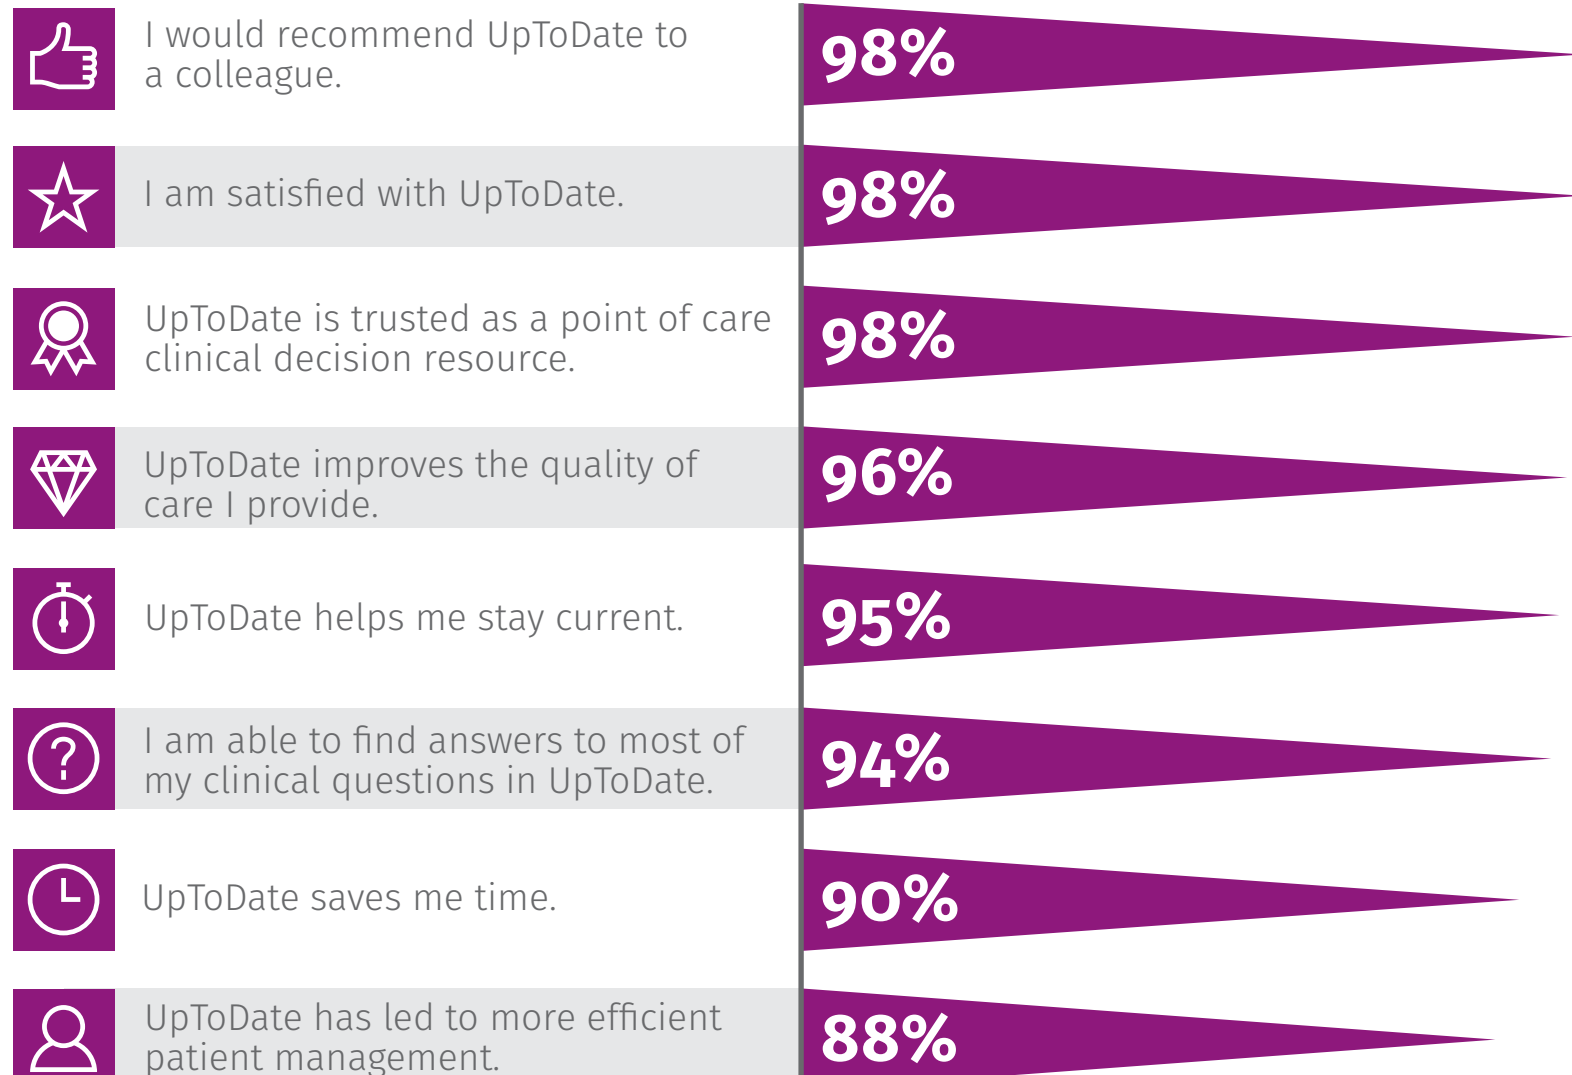 I would recommend UpToDate to
a colleague.
98%
I am satisfied with UpToDate.
98%
UpToDate is trusted as a point of care
clinical decision resource.
98%
UpToDate improves the quality of
care I provide.
96%
UpToDate helps me stay current.
95%
I am able to find answers to most of
my clinical questions in UpToDate.
94%
UpToDate saves me time.
90%
UpToDate has led to more efficient
patient management.
88%